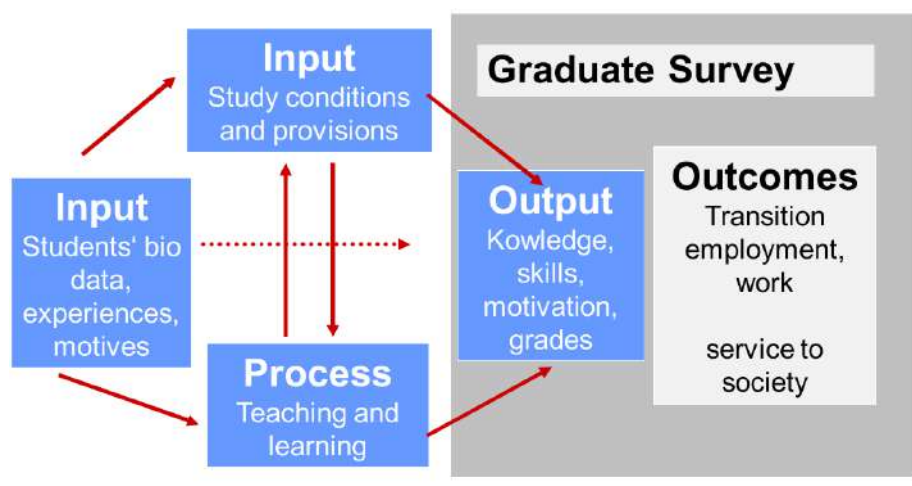 Input
Study conditions
and provisions
Graduate Survey
Input
Students‘ bio
data,
experiences,
motives
Output
Kowledge,
skills,
motivation,
grades
Outcomes
Transition
employment,
work
service to
society
Process
Teaching and
learning